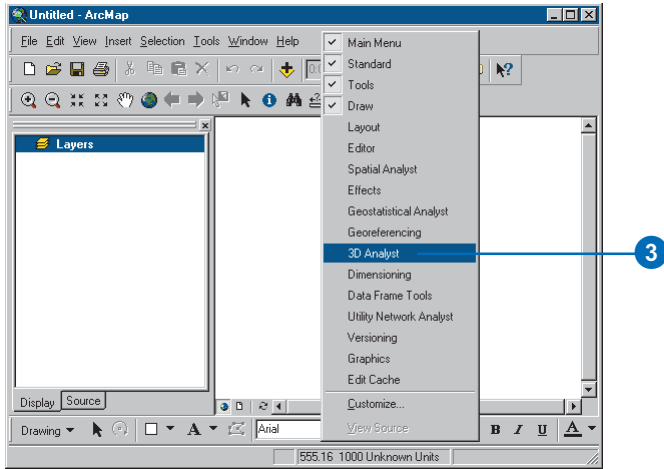 Untitled - ArcMap
File Edit View Insert Selection Tools Window Help
Main Menu
Standard
Tools
Draw
Layout
Editor
Spatial Analyst
Effects
Geostatistical Analyst
Georeferencing
3D Analyst
3
Dimensioning
Data Frame Tools
Utility Network Analyst
Versioning
Graphics
Edit Cache
Customize...
View Source
Layers
Display Source
Drawing A Arial B I U A
555.16 1000 Unknown Units